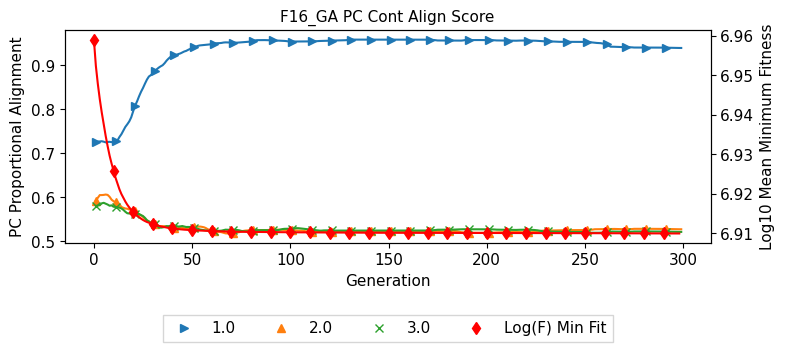 F16_GA PC Cont Align Score
PC Proportional Alignment
0.9
0.8
0.7
0.6
0.5
6.96
6.95
6.94
6.93
6.92
6.91
Log10 Mean Minimum Fitness
0 50 100 150 200 250 300
Generation
1.0 2.0 3.0 Log(F) Min Fit